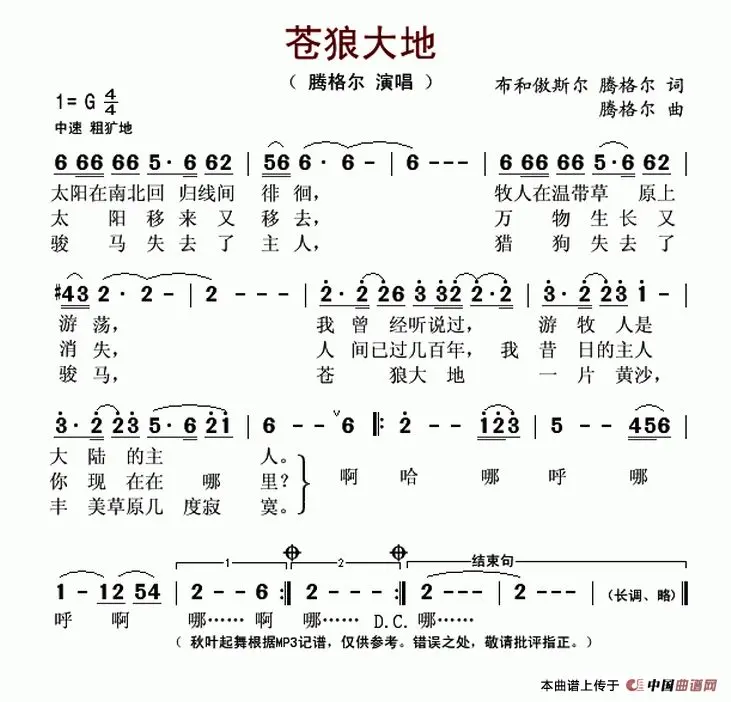 苍狼大地
（ 腾格尔 演唱 ）
布和傲斯尔 腾格尔 词
腾格尔 曲
1= G 4/4
中速 粗犷地
6 66 66 5· 6 62 | 56 6 · 6 · 6 - | 6 - - - | 6 66 66 5· 6 62 |
太阳在南北回 归线间 徘 徊, 牧人在温带草 原上
太 阳 移 来 又 移 去, 万 物 生 长 又
骏 马 失 去 了 主 人, 猎 狗 失 去 了
#43 2 · 2 - | 2 - - - | 2· 2 26 3 32 2· 2 | 3· 2 23 1 - |
游 荡, 我 曾 经听说过, 游 牧 人是
消 失, 人 间已过几百年, 我 昔 日的主人
骏 马, 苍 狼大 地 一 片 黄沙,
3· 2 23 5· 6 21 | 6 - - ∨ 6 ‖: 2 - - 123 | 5 - - 456 |
大 陆 的主 人。
你 现 在在 哪 里?
丰 美草原几 度寂 寞。
啊 哈 哪 呼 哪
1 - 12 54 | 2 - - 6 :‖ 2 - - - :‖ 2 - - - | 2 - - - | (长调、略) ‖
1 2 结束句
呼 啊 哪…… 啊 哪…… D.C. 哪……
（ 秋叶起舞根据MP3记谱，仅供参考。错误之处，敬请批评指正。）
本曲谱上传于 中国曲谱网